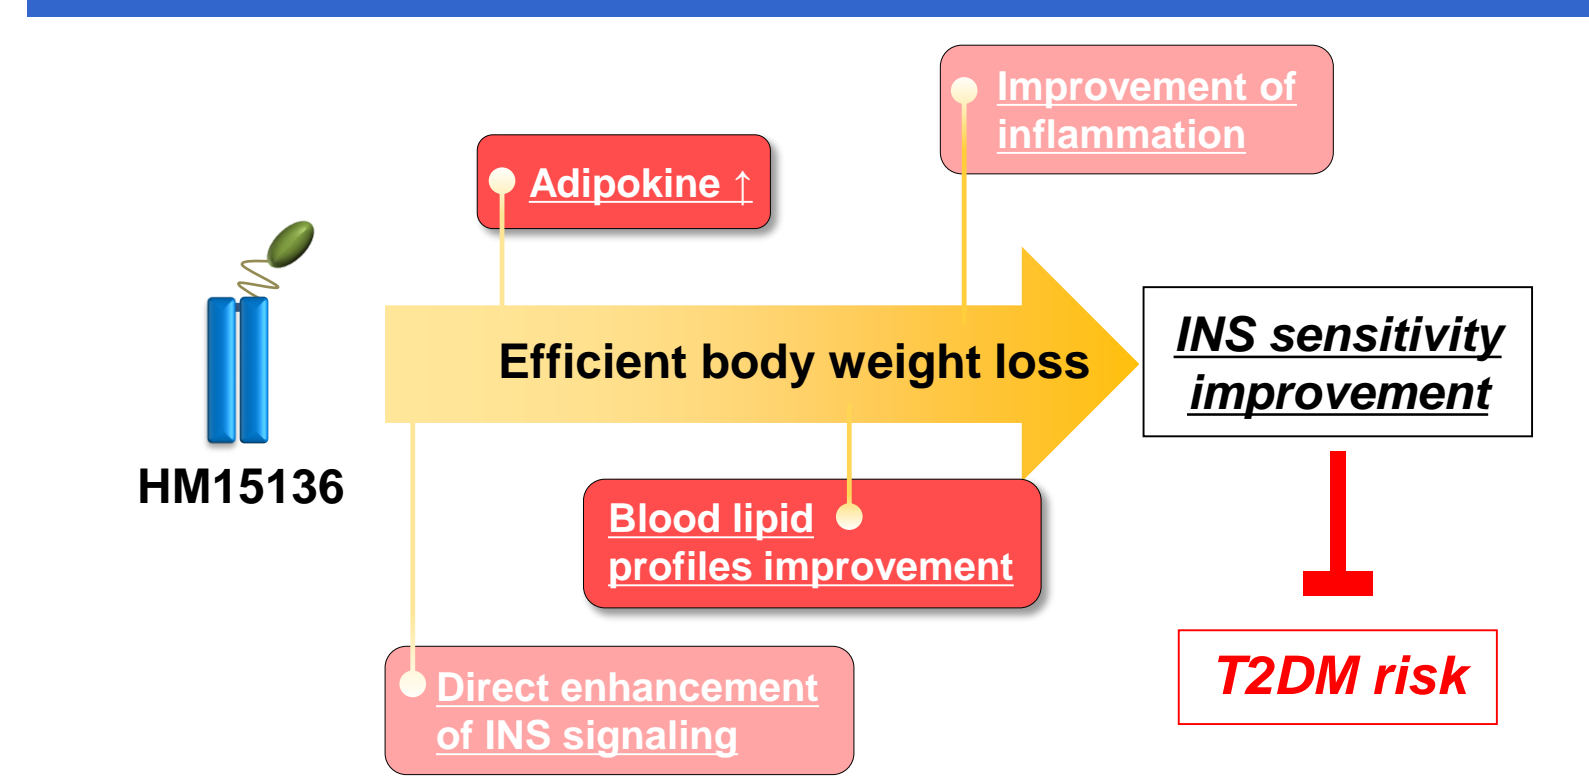 Improvement of
inflammation
Adipokine ↑
Efficient body weight loss
INS sensitivity
improvement
HM15136
Blood lipid
profiles improvement
T2DM risk
Direct enhancement
of INS signaling